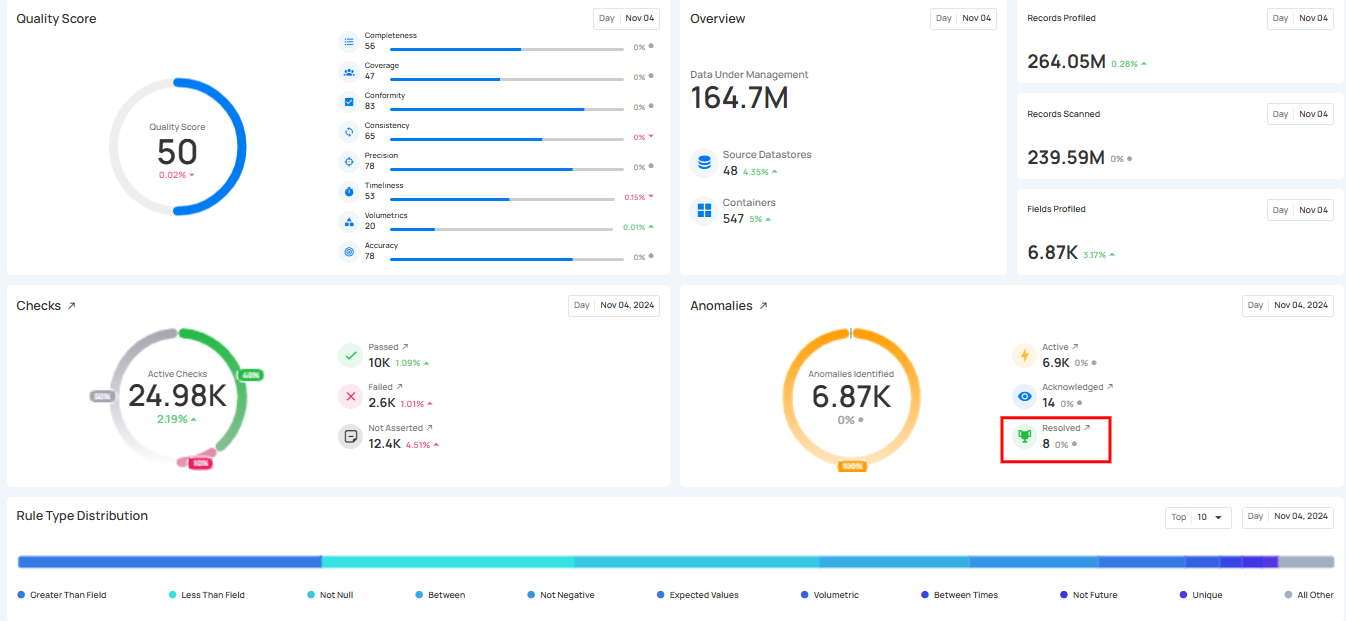 Quality Score
Day Nov 04
Quality Score
50
0.02%
Completeness
56
0%
Coverage
47
0%
Conformity
83
0%
Consistency
65
0%
Precision
78
0%
Timeliness
53
0.15%
Volumetrics
20
0.01%
Accuracy
78
0%
Overview
Day Nov 04
Data Under Management
164.7M
Source Datastores
48 4.35%
Containers
547 5%
Records Profiled
Day Nov 04
264.05M 0.28%
Records Scanned
Day Nov 04
239.59M 0%
Fields Profiled
Day Nov 04
6.87K 3.17%
Checks
Day Nov 04, 2024
Active Checks
24.98K
2.19%
40%
50%
10%
Passed
10K 1.09%
Failed
2.6K 1.01%
Not Asserted
12.4K 4.51%
Anomalies
Day Nov 04, 2024
Anomalies Identified
6.87K
0%
100%
Active
6.9K 0%
Acknowledged
14 0%
Resolved
8 0%
Rule Type Distribution
Top 10
Day Nov 04, 2024
Greater Than Field Less Than Field Not Null Between Not Negative Expected Values Volumetric Between Times Not Future Unique All Other